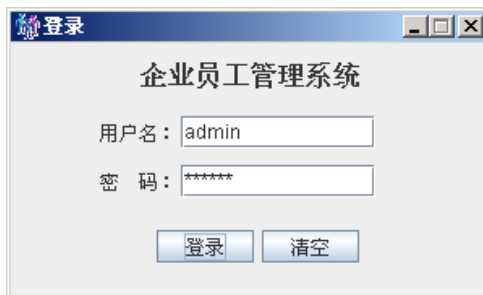 登录
企业员工管理系统
用户名： admin
密 码： ******
登录 清空